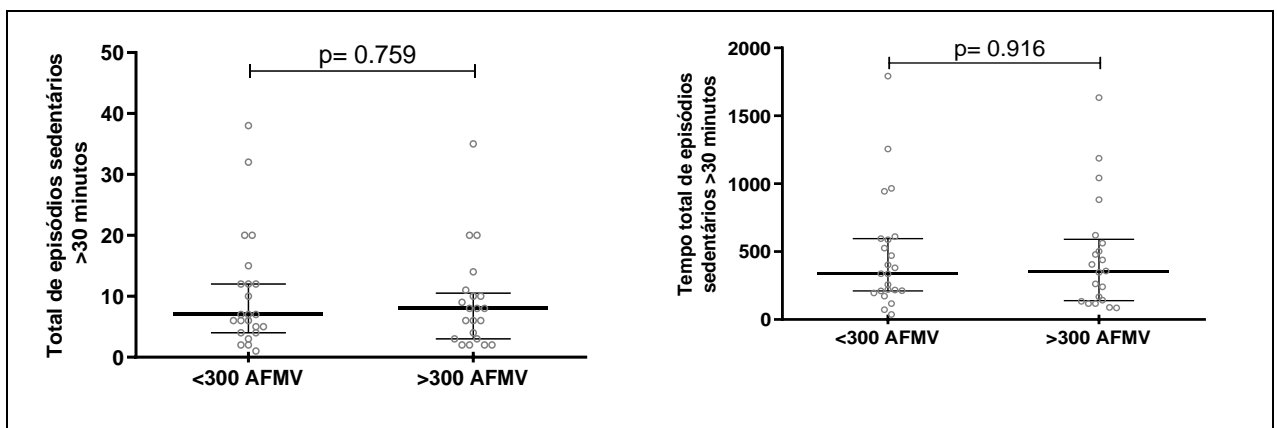 Total de episódios sedentários
>30 minutos
50
40
30
20
10
0
p= 0.759
<300 AFMV
>300 AFMV
Tempo total de episódios
sedentários >30 minutos
2000
1500
1000
500
0
p= 0.916
<300 AFMV
>300 AFMV